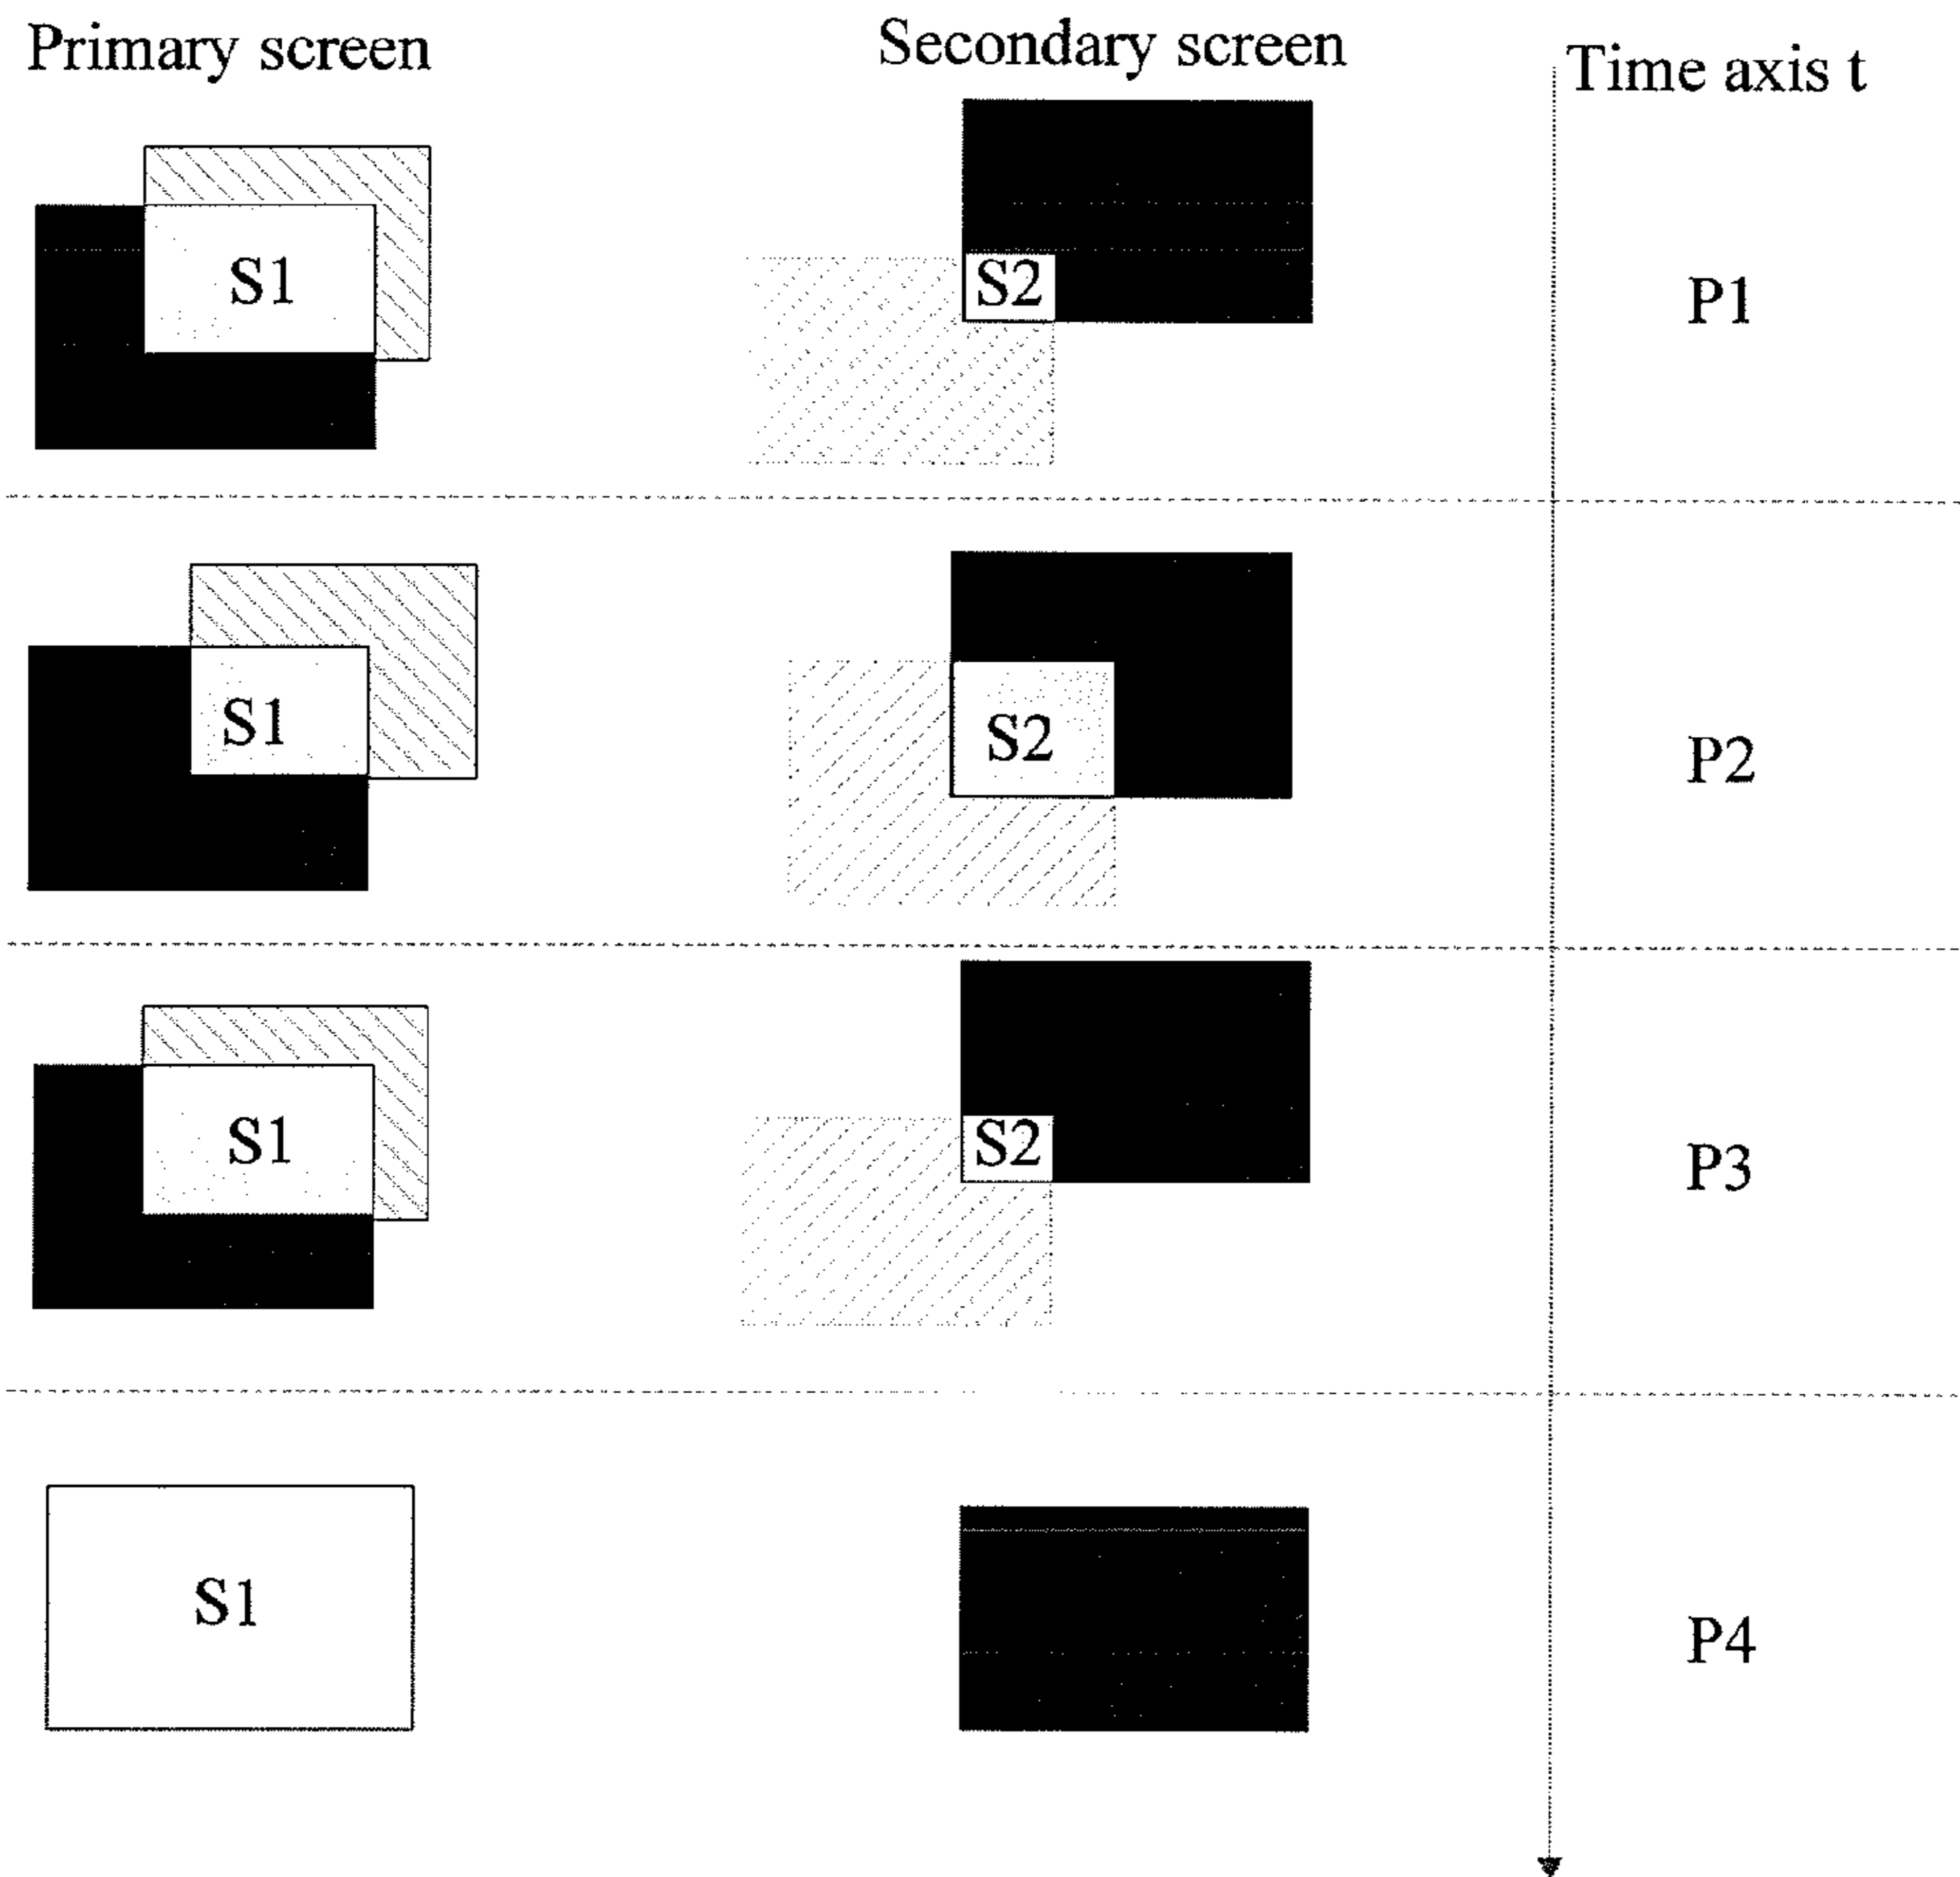 Primary screen
Secondary screen
Time axis t
S1
S2
P1
S1
S2
P2
S1
S2
P3
S1
P4